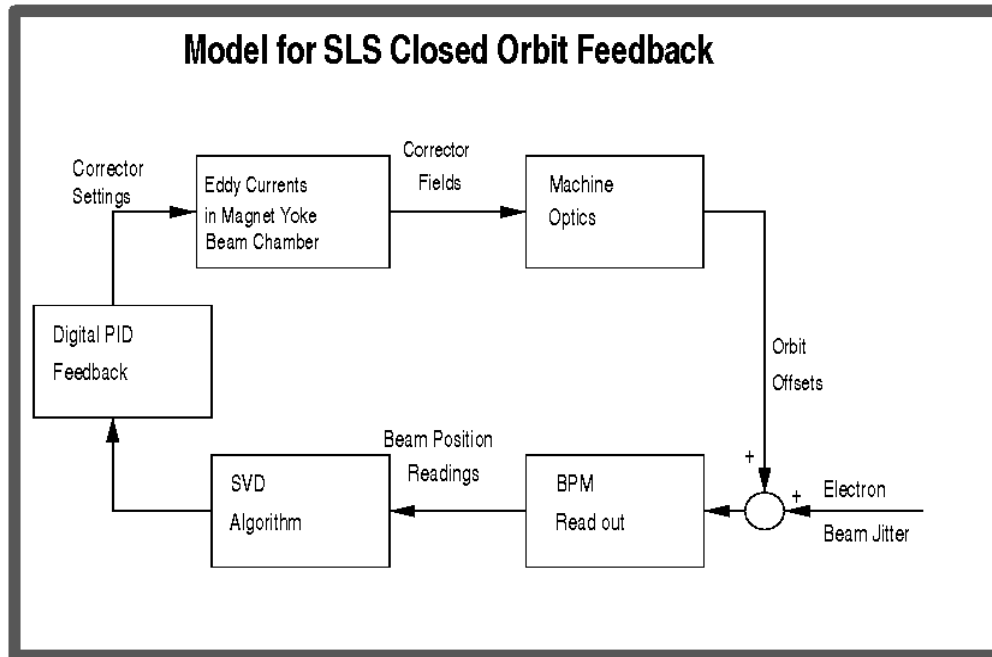 Model for SLS Closed Orbit Feedback
Corrector
Settings
Eddy Currents
in Magnet Yoke
Beam Chamber
Corrector
Fields
Machine
Optics
Digital PID
Feedback
Orbit
Offsets
Beam Position
Readings
SVD
Algorithm
BPM
Read out
+
+
Electron
Beam Jitter